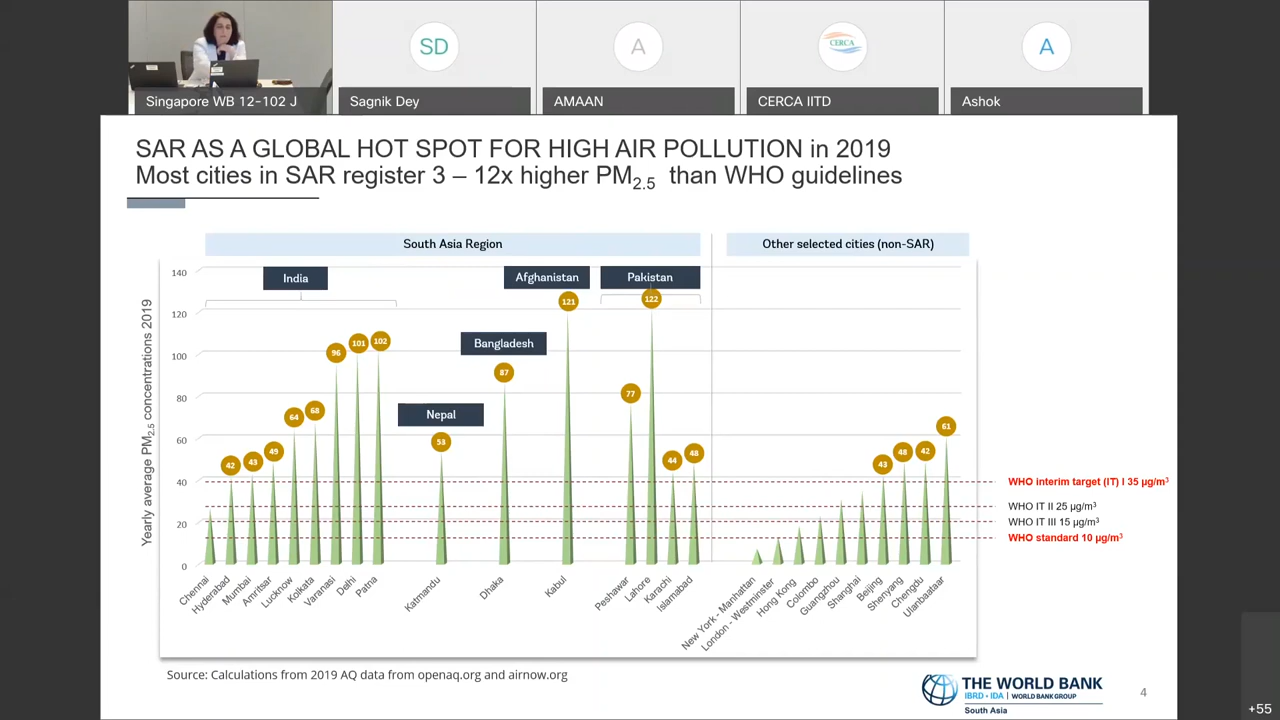 SD
A
CERCA
A
Singapore WB 12-102 J
Sagnik Dey
AMAAN
CERCA IITD
Ashok
SAR AS A GLOBAL HOT SPOT FOR HIGH AIR POLLUTION in 2019
Most cities in SAR register 3 – 12x higher PM2.5 than WHO guidelines
South Asia Region
Other selected cities (non-SAR)
India
Nepal
Bangladesh
Afghanistan
Pakistan
Yearly average PM2.5 concentrations 2019
140
120
100
80
60
40
20
0
42
43
49
64
68
96
101
102
53
87
121
77
122
44
48
43
48
42
61
WHO interim target (IT) I 35 µg/m³
WHO IT II 25 µg/m³
WHO IT III 15 µg/m³
WHO standard 10 µg/m³
Chennai
Hyderabad
Mumbai
Amritsar
Lucknow
Kolkata
Varanasi
Delhi
Patna
Katmandu
Dhaka
Kabul
Peshawar
Lahore
Karachi
Islamabad
New York - Manhattan
London - Westminster
Hong Kong
Colombo
Guangzhou
Shanghai
Beijing
Shenyang
Chengdu
Ulanbaatar
Source: Calculations from 2019 AQ data from openaq.org and airnow.org
THE WORLD BANK
IBRD • IDA | WORLD BANK GROUP
South Asia
4
+55